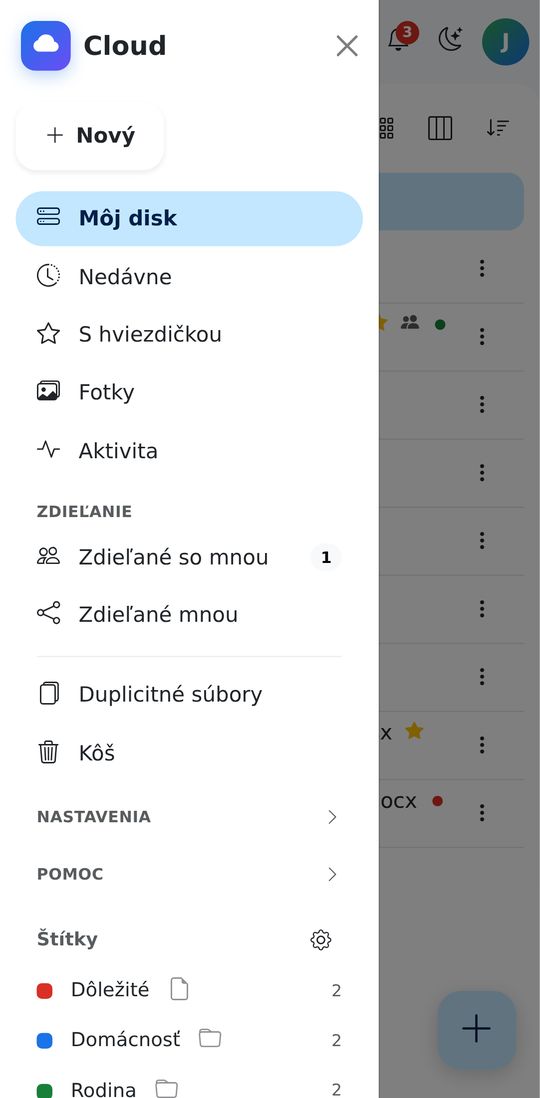 Cloud
3
J
Nový
Môj disk
Nedávne
S hviezdičkou
Fotky
Aktivita
ZDIEĽANIE
Zdieľané so mnou 1
Zdieľané mnou
Duplicitné súbory
x
Kôš
ocx
NASTAVENIA
POMOC
Štítky
Dôležité 2
Domácnosť 2
Rodina 2